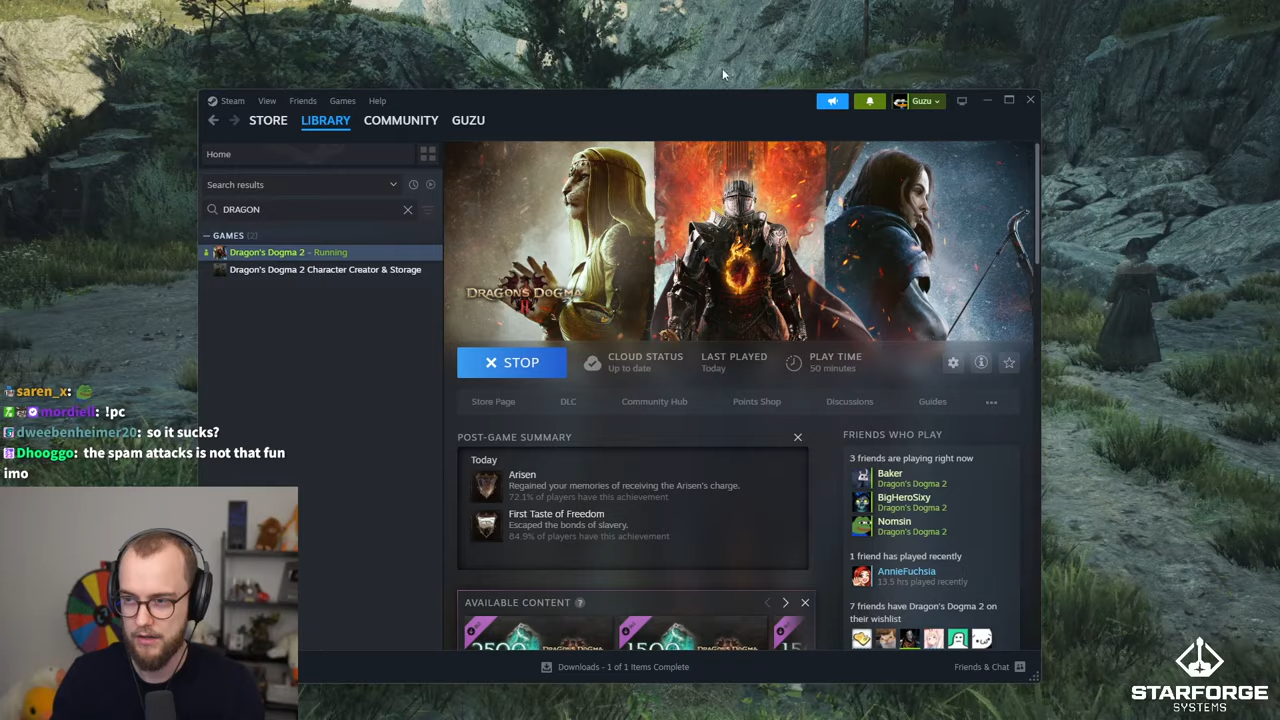 Steam View Friends Games Help
Guzu
STORE LIBRARY COMMUNITY GUZU
Home
Search results
DRAGON
GAMES (2)
Dragon's Dogma 2 - Running
Dragon's Dogma 2 Character Creator & Storage
DRAGON'S DOGMA
STOP
CLOUD STATUS
Up to date
LAST PLAYED
Today
PLAY TIME
50 minutes
Store Page DLC Community Hub Points Shop Discussions Guides
POST-GAME SUMMARY
Today
Arisen
Regained your memories of receiving the Arisen's charge.
72.1% of players have this achievement
First Taste of Freedom
Escaped the bonds of slavery.
84.9% of players have this achievement
AVAILABLE CONTENT ?
2500
1500
15
FRIENDS WHO PLAY
3 friends are playing right now
Baker
Dragon's Dogma 2
BigHeroSixy
Dragon's Dogma 2
Nomsin
Dragon's Dogma 2
1 friend has played recently
AnnieFuchsia
13.5 hrs played recently
7 friends have Dragon's Dogma 2 on
their wishlist
Downloads - 1 of 1 Items Complete
Friends & Chat
saren_x:
mordiell: !pc
dweebenheimer20: so it sucks?
Dhooggo: the spam attacks is not that fun
imo
STARFORGE
SYSTEMS